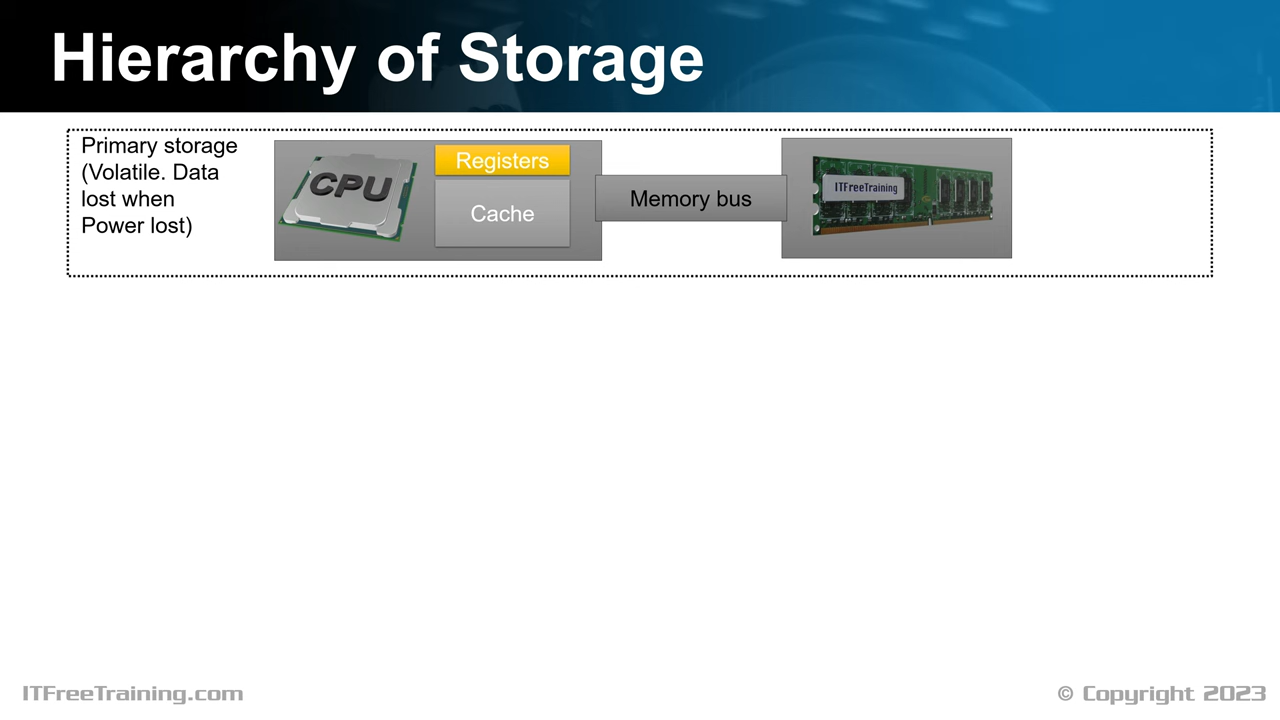 Hierarchy of Storage
Primary storage
(Volatile. Data
lost when
Power lost)
CPU
Registers
Cache
Memory bus
ITFreeTraining
ITFreeTraining.com
© Copyright 2023